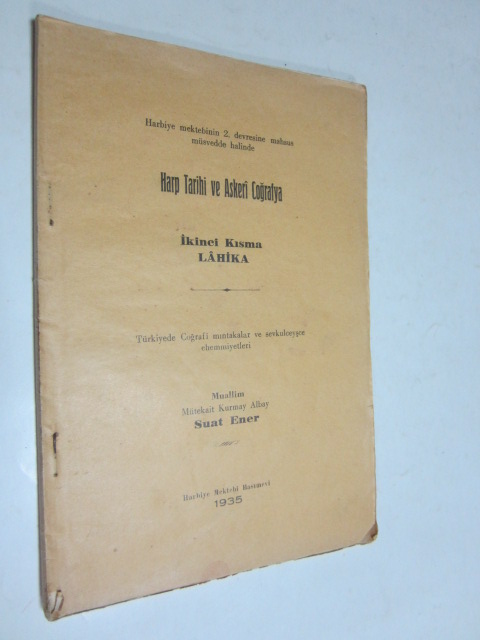 Harbiye mektebinin 2. devresine mahsus
müsvedde halinde
Harp Tarihi ve Askerî Coğrafya
İkinci Kısma
LÂHİKA
Türkiyede Coğrafî mıntakalar ve sevkulceyşçe
ehemmiyetleri
Muallim
Mütekait Kurmay Albay
Suat Ener
Harbiye Mektebi Basımevi
1935